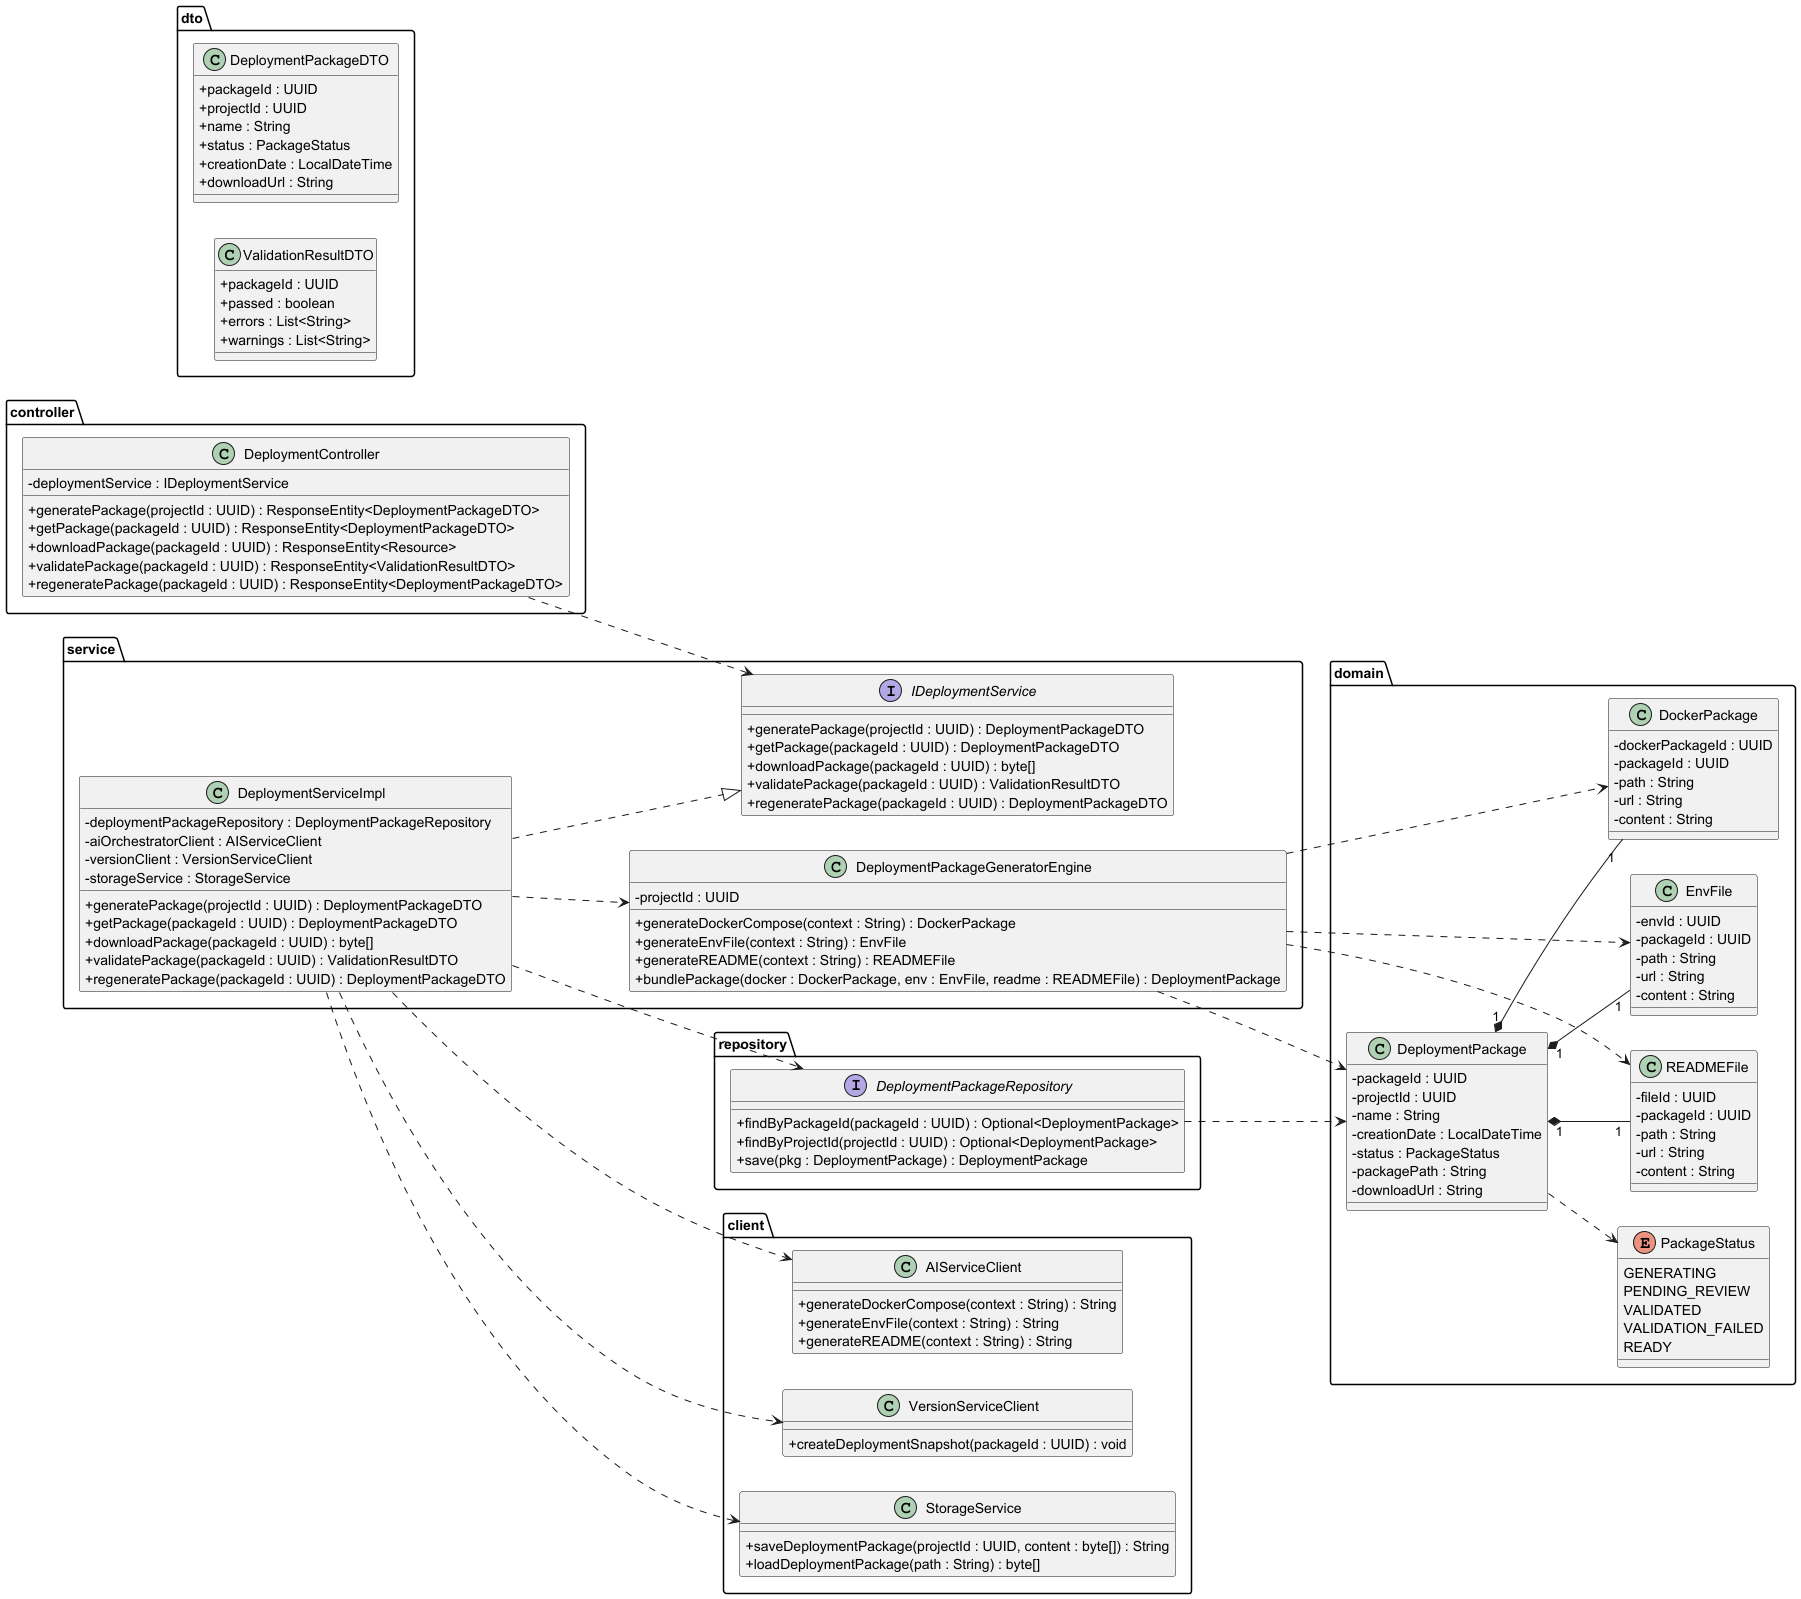 dto
C DeploymentPackageDTO
+packageId : UUID
+projectId : UUID
+name : String
+status : PackageStatus
+creationDate : LocalDateTime
+downloadUrl : String
C ValidationResultDTO
+packageId : UUID
+passed : boolean
+errors : List<String>
+warnings : List<String>
controller
C DeploymentController
-deploymentService : IDeploymentService
+generatePackage(projectId : UUID) : ResponseEntity<DeploymentPackageDTO>
+getPackage(packageId : UUID) : ResponseEntity<DeploymentPackageDTO>
+downloadPackage(packageId : UUID) : ResponseEntity<Resource>
+validatePackage(packageId : UUID) : ResponseEntity<ValidationResultDTO>
+regeneratePackage(packageId : UUID) : ResponseEntity<DeploymentPackageDTO>
service
I IDeploymentService
+generatePackage(projectId : UUID) : DeploymentPackageDTO
+getPackage(packageId : UUID) : DeploymentPackageDTO
+downloadPackage(packageId : UUID) : byte[]
+validatePackage(packageId : UUID) : ValidationResultDTO
+regeneratePackage(packageId : UUID) : DeploymentPackageDTO
C DeploymentServiceImpl
-deploymentPackageRepository : DeploymentPackageRepository
-aiOrchestratorClient : AIServiceClient
-versionClient : VersionServiceClient
-storageService : StorageService
+generatePackage(projectId : UUID) : DeploymentPackageDTO
+getPackage(packageId : UUID) : DeploymentPackageDTO
+downloadPackage(packageId : UUID) : byte[]
+validatePackage(packageId : UUID) : ValidationResultDTO
+regeneratePackage(packageId : UUID) : DeploymentPackageDTO
C DeploymentPackageGeneratorEngine
-projectId : UUID
+generateDockerCompose(context : String) : DockerPackage
+generateEnvFile(context : String) : EnvFile
+generateREADME(context : String) : READMEFile
+bundlePackage(docker : DockerPackage, env : EnvFile, readme : READMEFile) : DeploymentPackage
repository
I DeploymentPackageRepository
+findByPackageId(packageId : UUID) : Optional<DeploymentPackage>
+findByProjectId(projectId : UUID) : Optional<DeploymentPackage>
+save(pkg : DeploymentPackage) : DeploymentPackage
client
C AIServiceClient
+generateDockerCompose(context : String) : String
+generateEnvFile(context : String) : String
+generateREADME(context : String) : String
C VersionServiceClient
+createDeploymentSnapshot(packageId : UUID) : void
C StorageService
+saveDeploymentPackage(projectId : UUID, content : byte[]) : String
+loadDeploymentPackage(path : String) : byte[]
domain
C DockerPackage
-dockerPackageId : UUID
-packageId : UUID
-path : String
-url : String
-content : String
1
C EnvFile
-envId : UUID
-packageId : UUID
-path : String
-url : String
-content : String
1
1
C DeploymentPackage
-packageId : UUID
-projectId : UUID
-name : String
-creationDate : LocalDateTime
-status : PackageStatus
-packagePath : String
-downloadUrl : String
1
1
1
C READMEFile
-fileId : UUID
-packageId : UUID
-path : String
-url : String
-content : String
E PackageStatus
GENERATING
PENDING_REVIEW
VALIDATED
VALIDATION_FAILED
READY